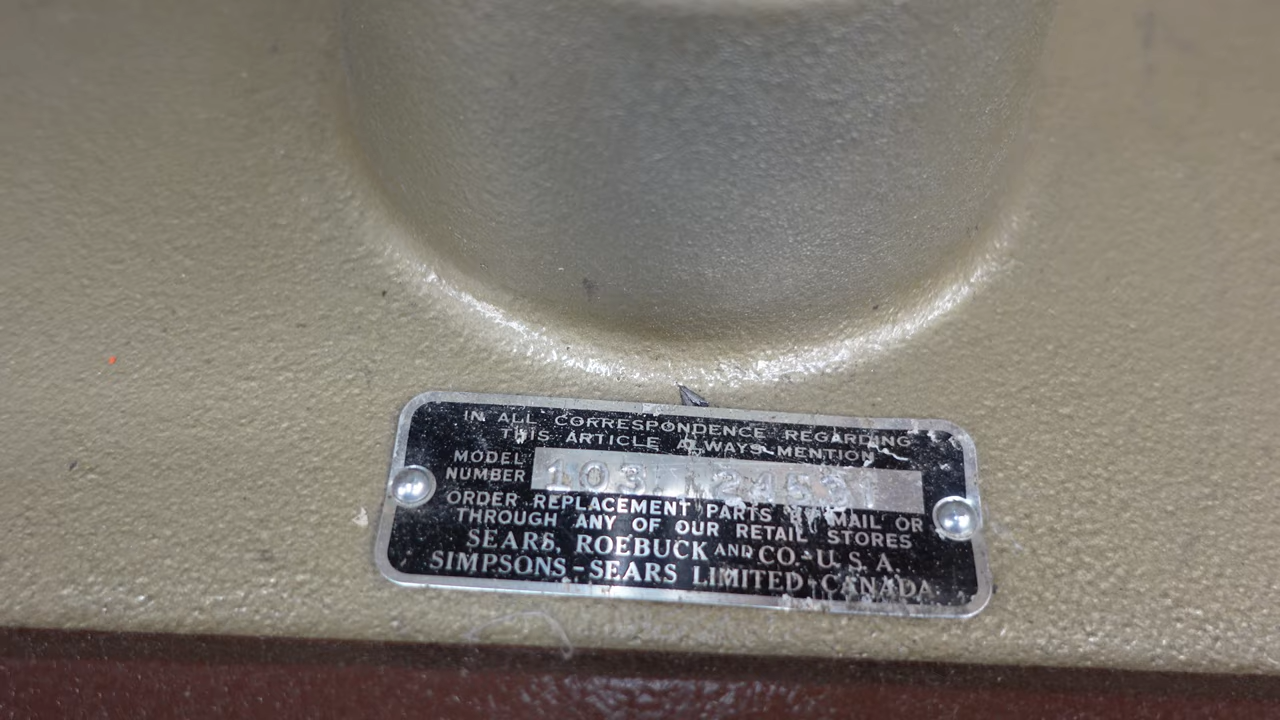 IN ALL CORRESPONDENCE REGARDING
THIS ARTICLE ALWAYS MENTION
MODEL
NUMBER
ORDER REPLACEMENT PARTS BY MAIL OR
THROUGH ANY OF OUR RETAIL STORES
SEARS, ROEBUCK AND CO.-U.S.A.
SIMPSONS-SEARS LIMITED-CANADA